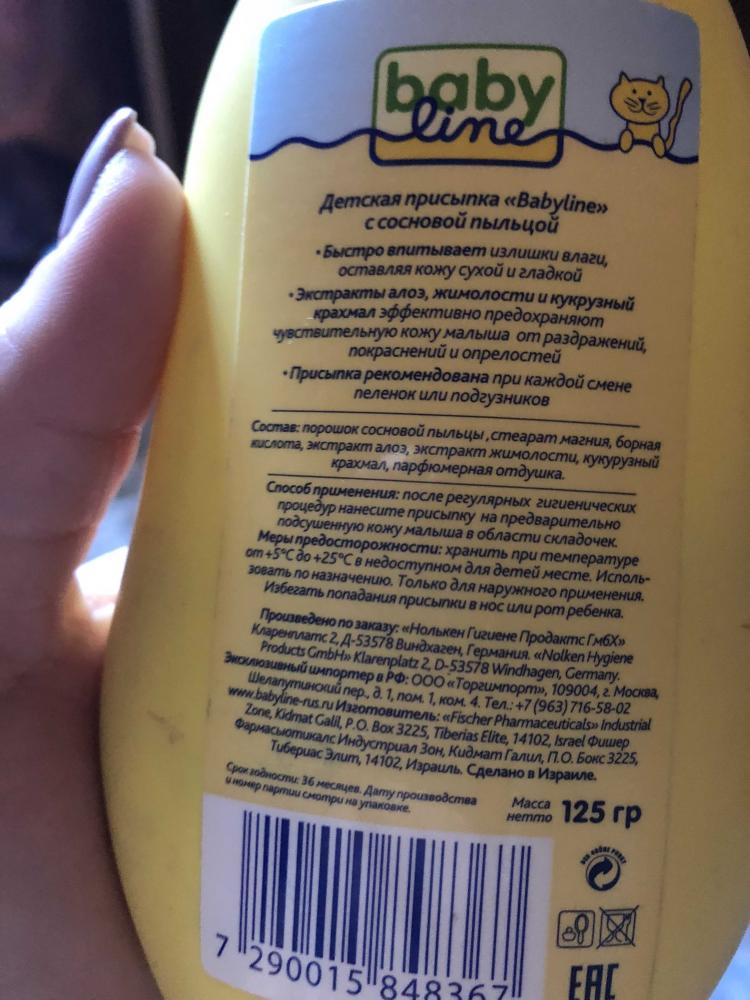 baby
line
Детская присыпка «Babyline»
с сосновой пыльцой
• Быстро впитывает излишки влаги,
оставляя кожу сухой и гладкой
• Экстракты алоэ, жимолости и кукрузный
крахмал эффективно предохраняют
чувствительную кожу малыша от раздражений,
покраснений и опрелостей
• Присыпка рекомендована при каждой смене
пеленок или подгузников
Состав: порошок сосновой пыльцы, стеарат магния, борная
кислота, экстракт алоэ, экстракт жимолости, кукурузный
крахмал, парфюмерная отдушка.
Способ применения: после регулярных гигиенических
процедур нанесите присыпку на предварительно
подсушенную кожу малыша в области складочек.
Меры предосторожности: хранить при температуре
от +5°С до +25°С в недоступном для детей месте. Исполь-
зовать по назначению. Только для наружного применения.
Избегать попадания присыпки в нос или рот ребенка.
Произведено по заказу: «Нолькен Гигиене Продактс ГмбХ»
Кларенплатс 2, Д-53578 Виндхаген, Германия. «Nolken Hygiene
Products GmbH» Klarenplatz 2, D-53578 Windhagen, Germany.
Эксклюзивный импортер в РФ: ООО «Торгимпорт», 109004, г. Москва,
Шелапутинский пер., д. 1, пом. 1, ком. 4. Тел.: +7 (963) 716-58-02
www.babyline-rus.ru Изготовитель: «Fischer Pharmaceuticals» Industrial
Zone, Kidmat Galil, P.O. Box 3225, Tiberias Elite, 14102, Israel Фишер
Фармасьютикалс Индустриал Зон, Кидмат Галил, П.О. Бокс 3225,
Тибериас Элит, 14102, Израиль. Сделано в Израиле.
Срок годности: 36 месяцев. Дату производства
и номер партии смотри на упаковке.
Масса
нетто 125 гр
DER GRÜNE PUNKT
7 290015 848367
EAC